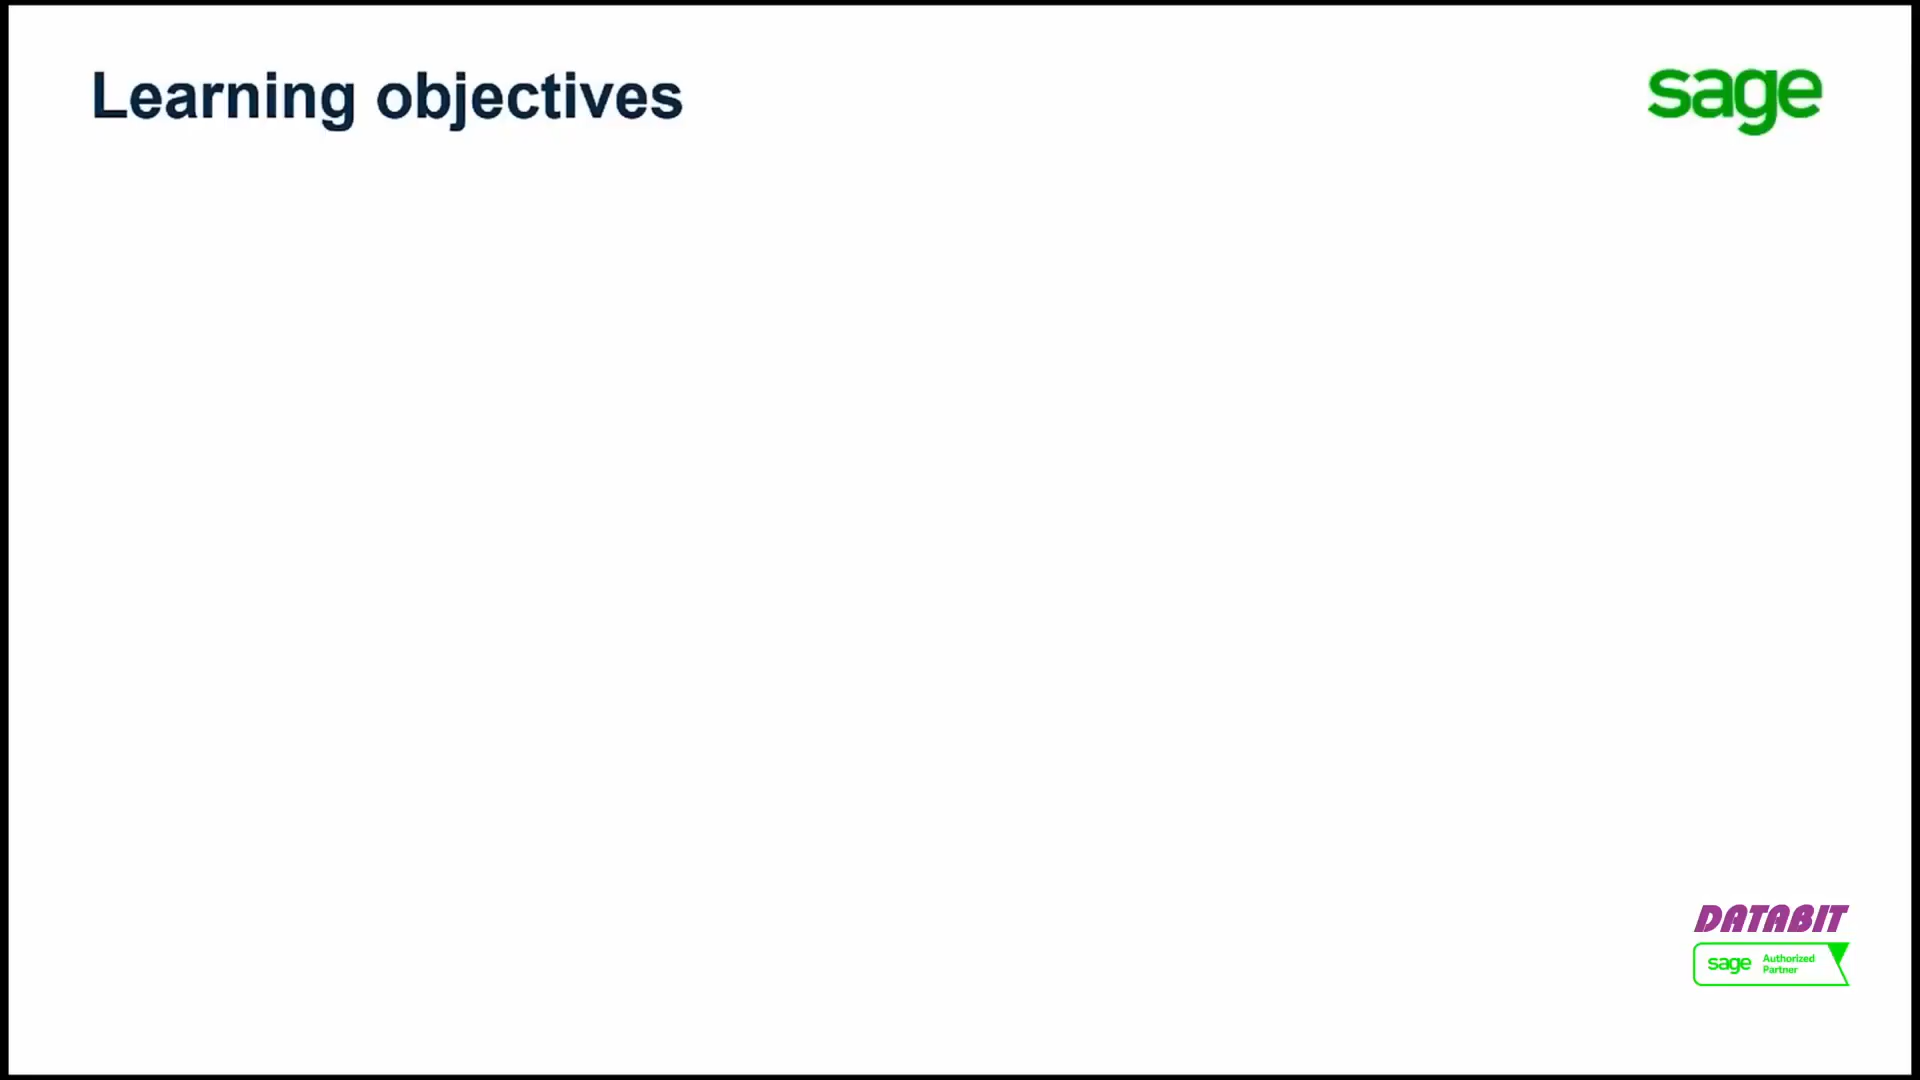 Learning objectives
sage
DATABIT
sage Authorized
Partner